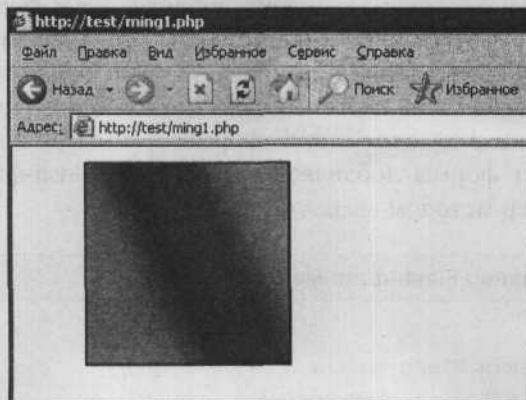 http://test/ming1.php
Файл Правка Вид Избранное Сервис Справка
Назад Поиск Избранное
Адрес: http://test/ming1.php